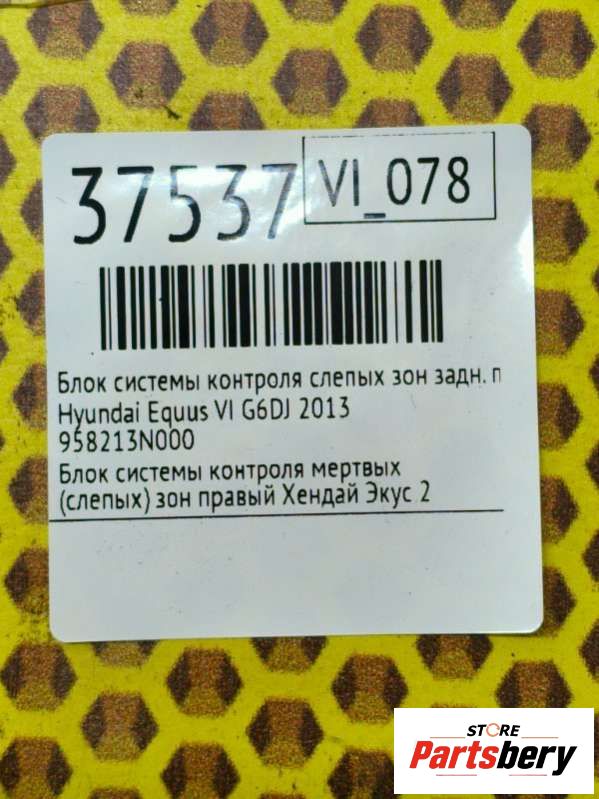 37537
VI_078
Блок системы контроля слепых зон задн. п
Hyundai Equus VI G6DJ 2013
958213N000
Блок системы контроля мертвых
(слепых) зон правый Хендай Экус 2
STORE
Partsbery